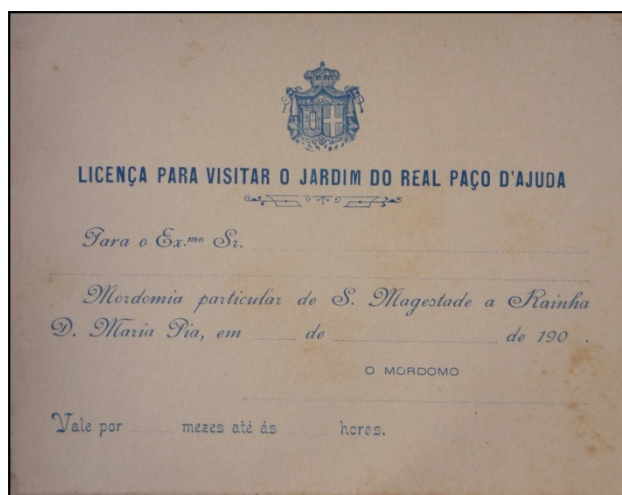 LICENÇA PARA VISITAR O JARDIM DO REAL PAÇO D'AJUDA
Para o Ex.mo Sr.
Mordomia particular de S. Magestade a Rainha
D. Maria Pia, em de de 190 .
O MORDOMO
Vale por mezes até ás horas.